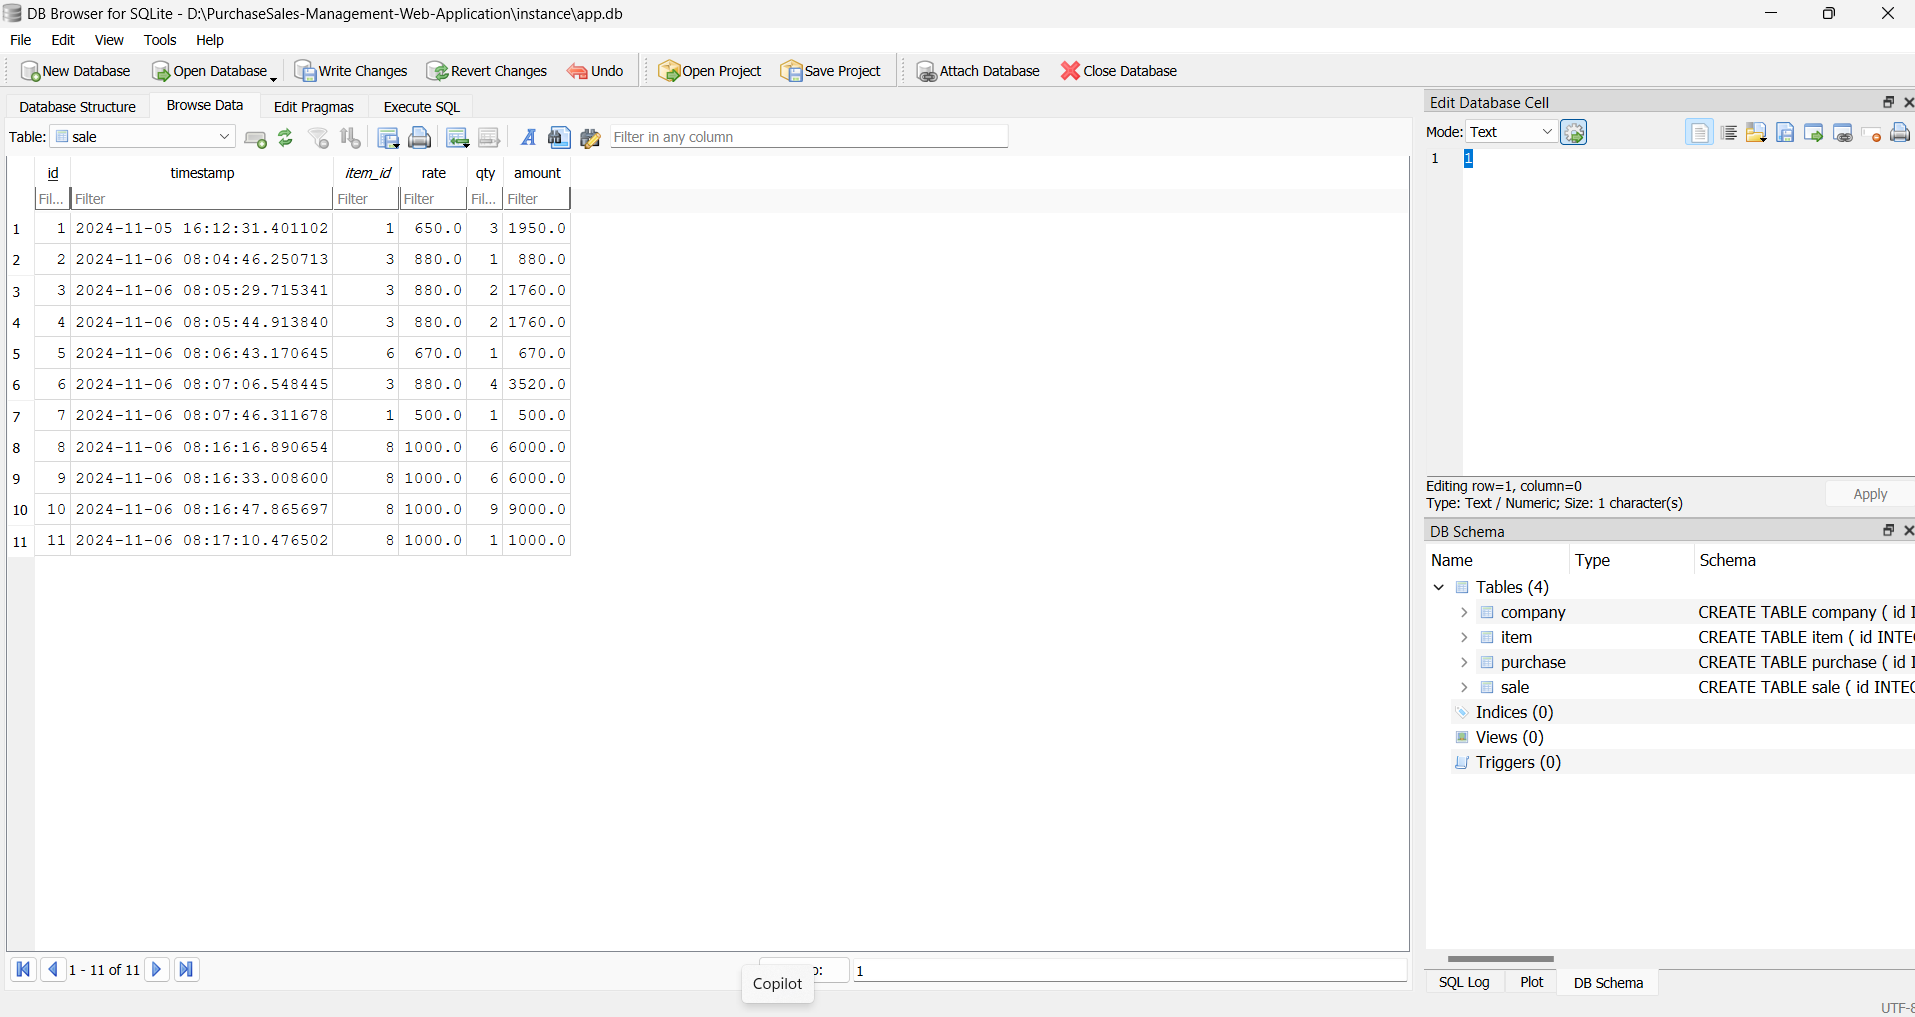 DB Browser for SQLite - D:\PurchaseSales-Management-Web-Application\instance\app.db
File Edit View Tools Help
New Database Open Database Write Changes Revert Changes Undo Open Project Save Project Attach Database Close Database
Database Structure Browse Data Edit Pragmas Execute SQL
Table: sale Filter in any column
id timestamp item_id rate qty amount
Fil... Filter Filter Filter Fil... Filter
1 1 2024-11-05 16:12:31.401102 1 650.0 3 1950.0
2 2 2024-11-06 08:04:46.250713 3 880.0 1 880.0
3 3 2024-11-06 08:05:29.715341 3 880.0 2 1760.0
4 4 2024-11-06 08:05:44.913840 3 880.0 2 1760.0
5 5 2024-11-06 08:06:43.170645 6 670.0 1 670.0
6 6 2024-11-06 08:07:06.548445 3 880.0 4 3520.0
7 7 2024-11-06 08:07:46.311678 1 500.0 1 500.0
8 8 2024-11-06 08:16:16.890654 8 1000.0 6 6000.0
9 9 2024-11-06 08:16:33.008600 8 1000.0 6 6000.0
10 10 2024-11-06 08:16:47.865697 8 1000.0 9 9000.0
11 11 2024-11-06 08:17:10.476502 8 1000.0 1 1000.0
1 - 11 of 11 o: 1
Copilot
Edit Database Cell
Mode: Text
1 1
Editing row=1, column=0
Type: Text / Numeric; Size: 1 character(s)
Apply
DB Schema
Name Type Schema
Tables (4)
company CREATE TABLE company ( id I
item CREATE TABLE item ( id INTE
purchase CREATE TABLE purchase ( id I
sale CREATE TABLE sale ( id INTEG
Indices (0)
Views (0)
Triggers (0)
SQL Log Plot DB Schema
UTF-8